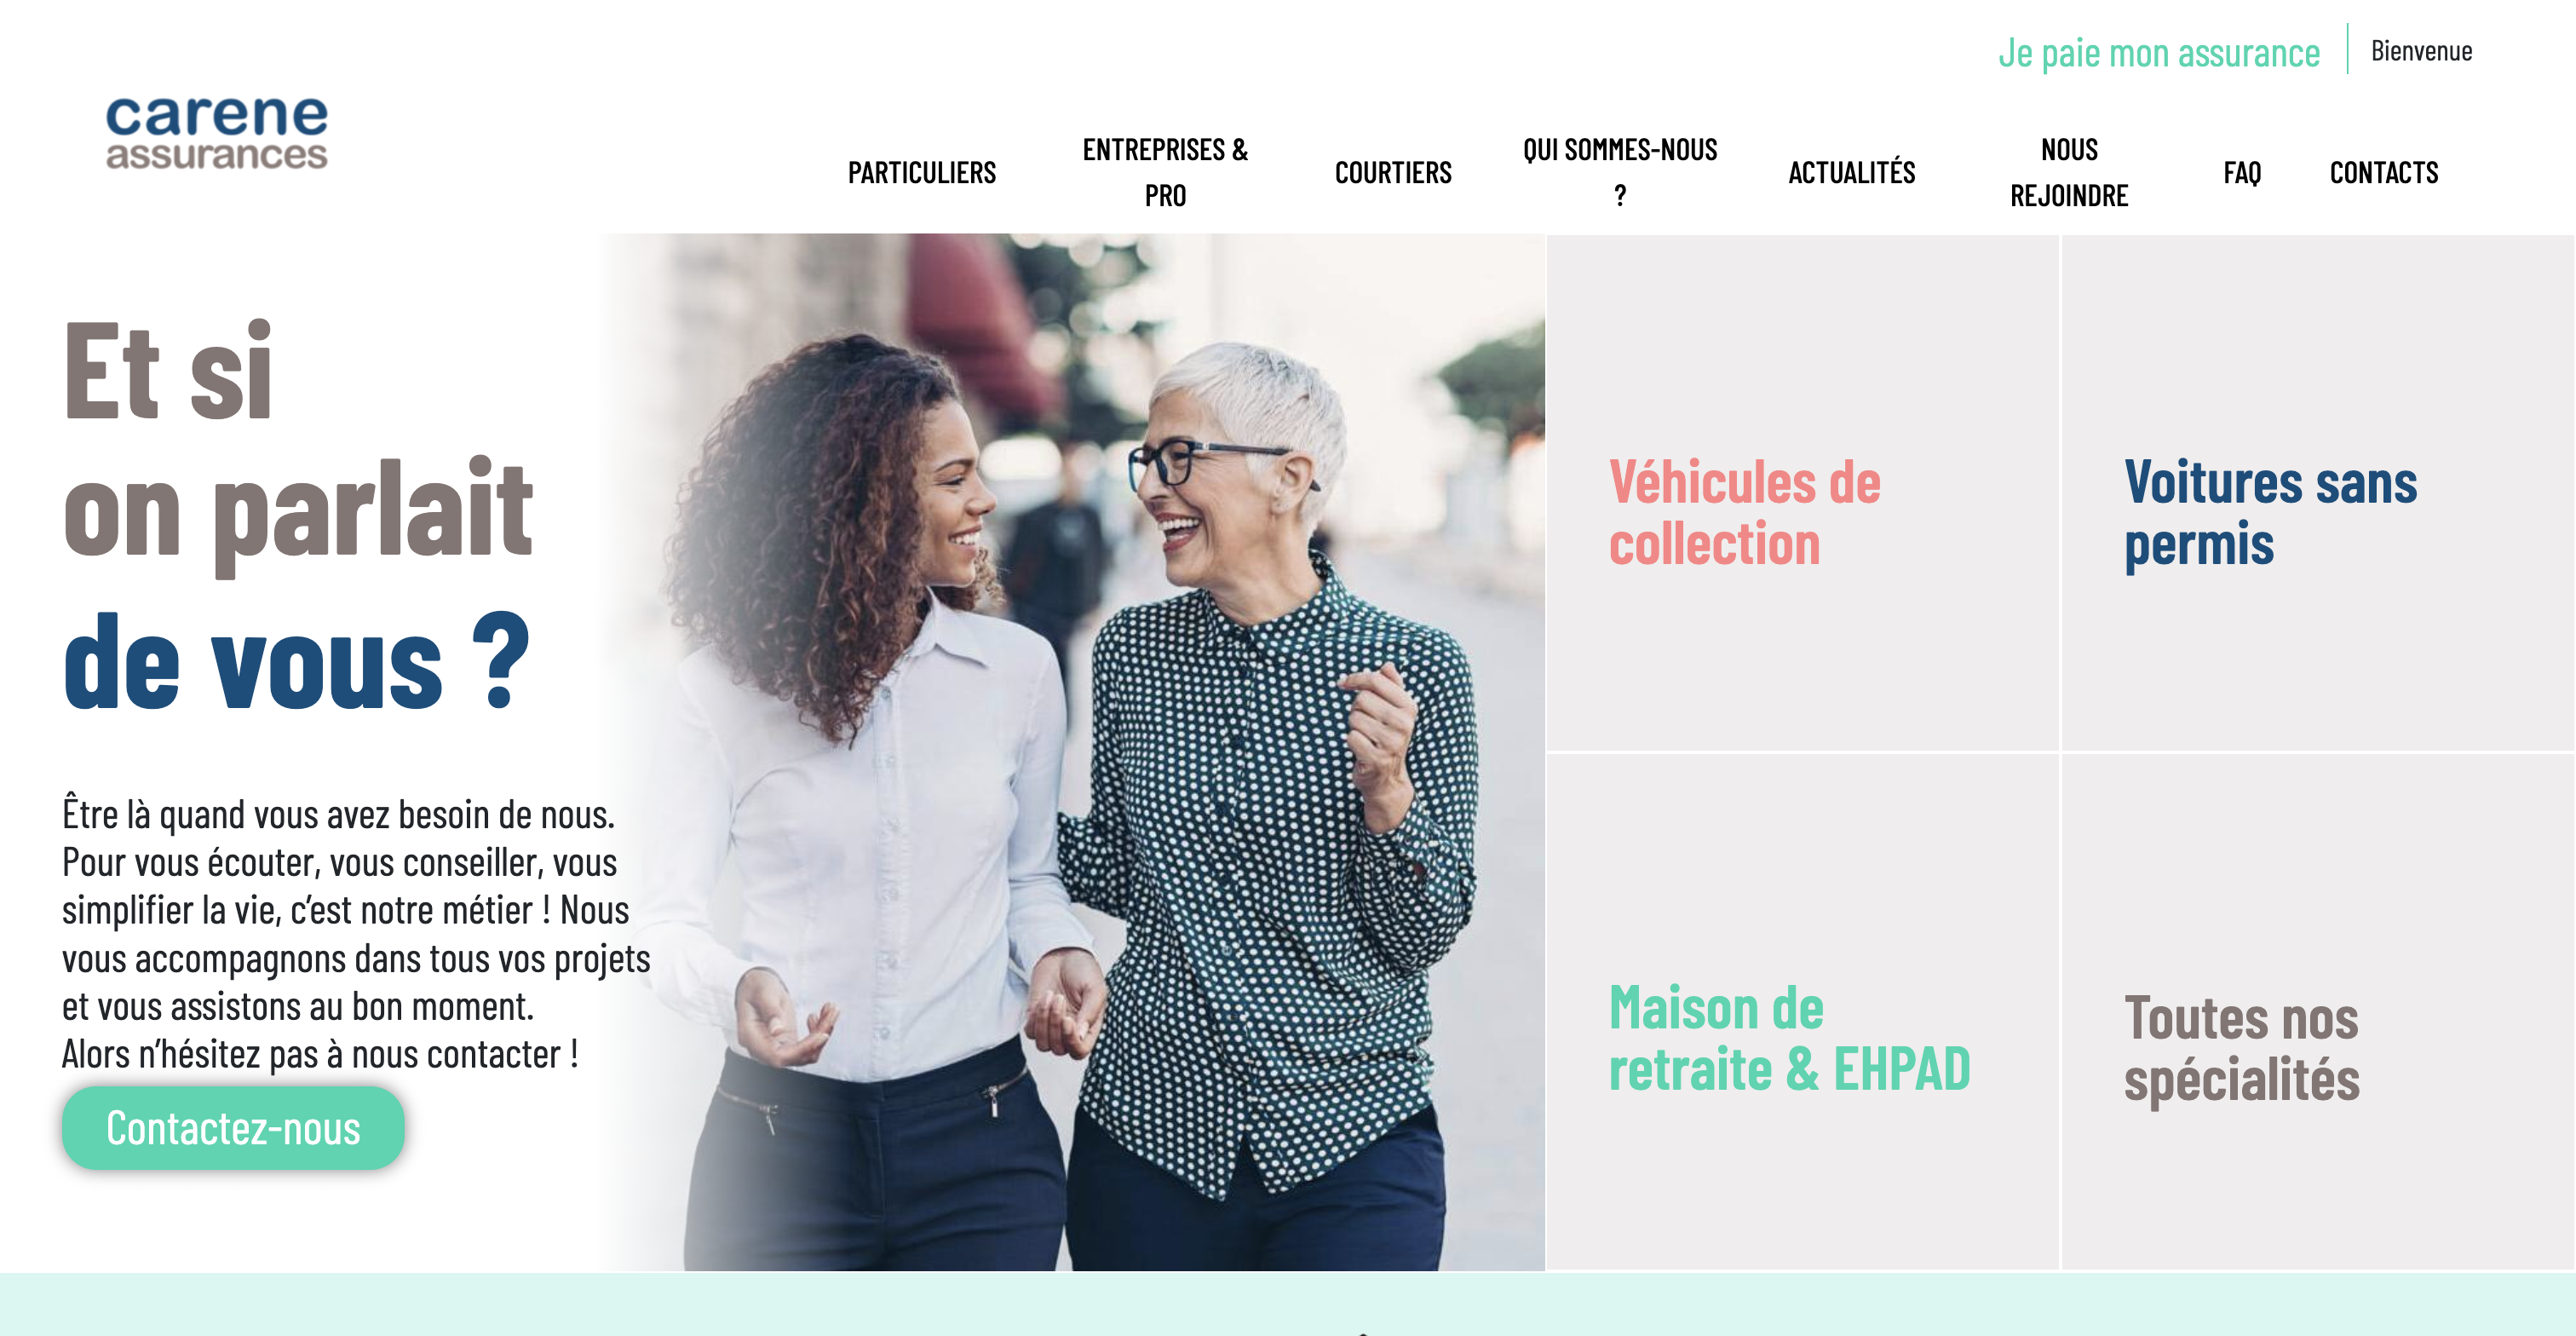 Je paie mon assurance
Bienvenue
carene
assurances
PARTICULIERS
ENTREPRISES &
PRO
COURTIERS
QUI SOMMES-NOUS
?
ACTUALITÉS
NOUS
REJOINDRE
FAQ
CONTACTS
Et si
on parlait
de vous ?
Être là quand vous avez besoin de nous.
Pour vous écouter, vous conseiller, vous
simplifier la vie, c’est notre métier ! Nous
vous accompagnons dans tous vos projets
et vous assistons au bon moment.
Alors n’hésitez pas à nous contacter !
Contactez-nous
Véhicules de
collection
Voitures sans
permis
Maison de
retraite & EHPAD
Toutes nos
spécialités